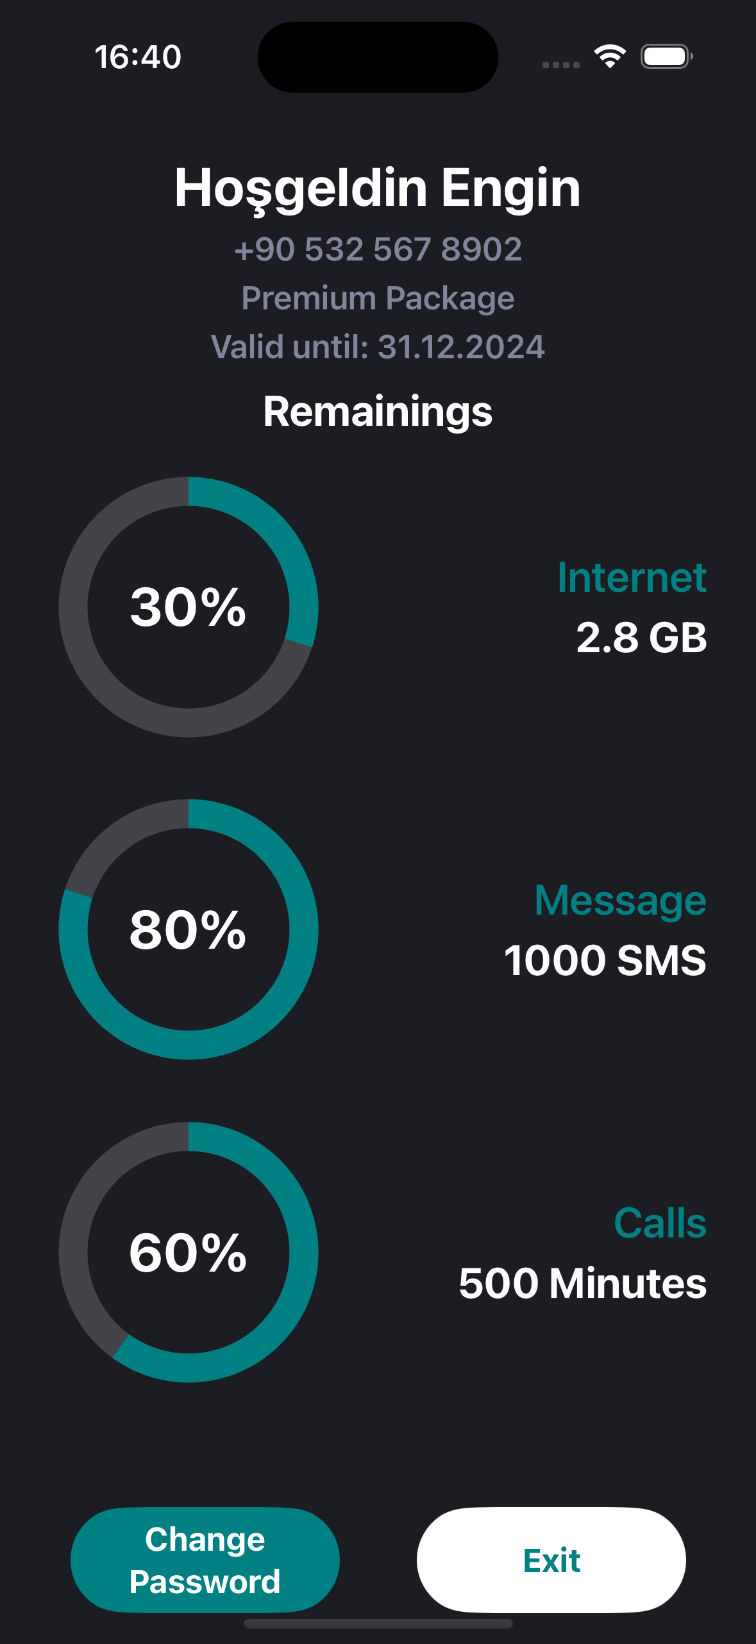 16:40
Hoşgeldin Engin
+90 532 567 8902
Premium Package
Valid until: 31.12.2024
Remainings
30%
Internet
2.8 GB
80%
Message
1000 SMS
60%
Calls
500 Minutes
Change
Password
Exit